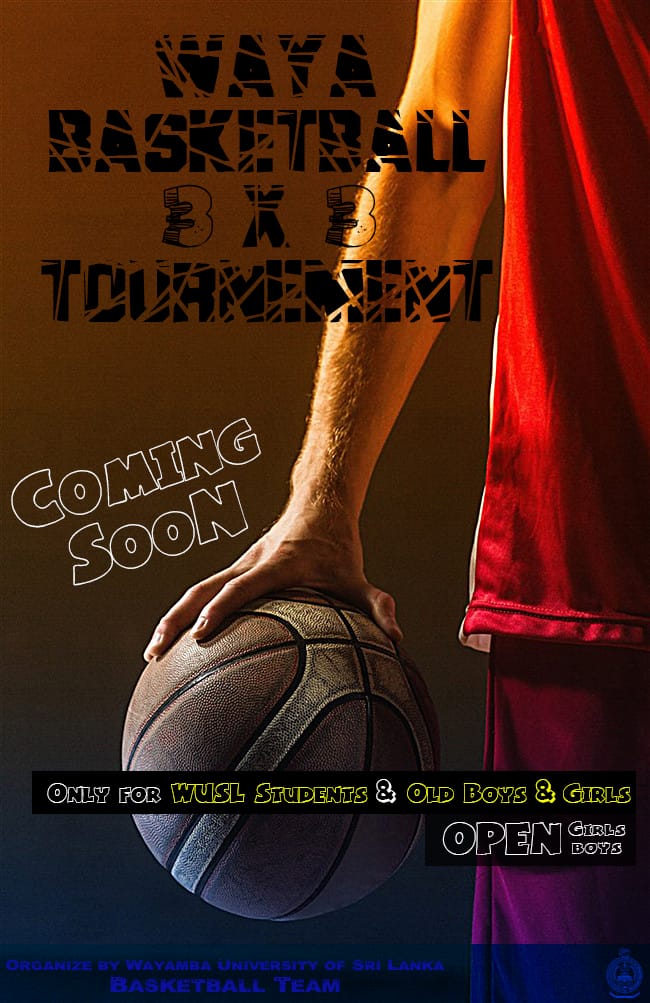 WAYA
BASKETBALL
3 X 3
TOURNEMENT
COMING
SOON
ONLY FOR WUSL STUDENTS & OLD BOYS & GIRLS
OPEN GIRLS
BOYS
ORGANIZE BY WAYAMBA UNIVERSITY OF SRI LANKA
BASKETBALL TEAM